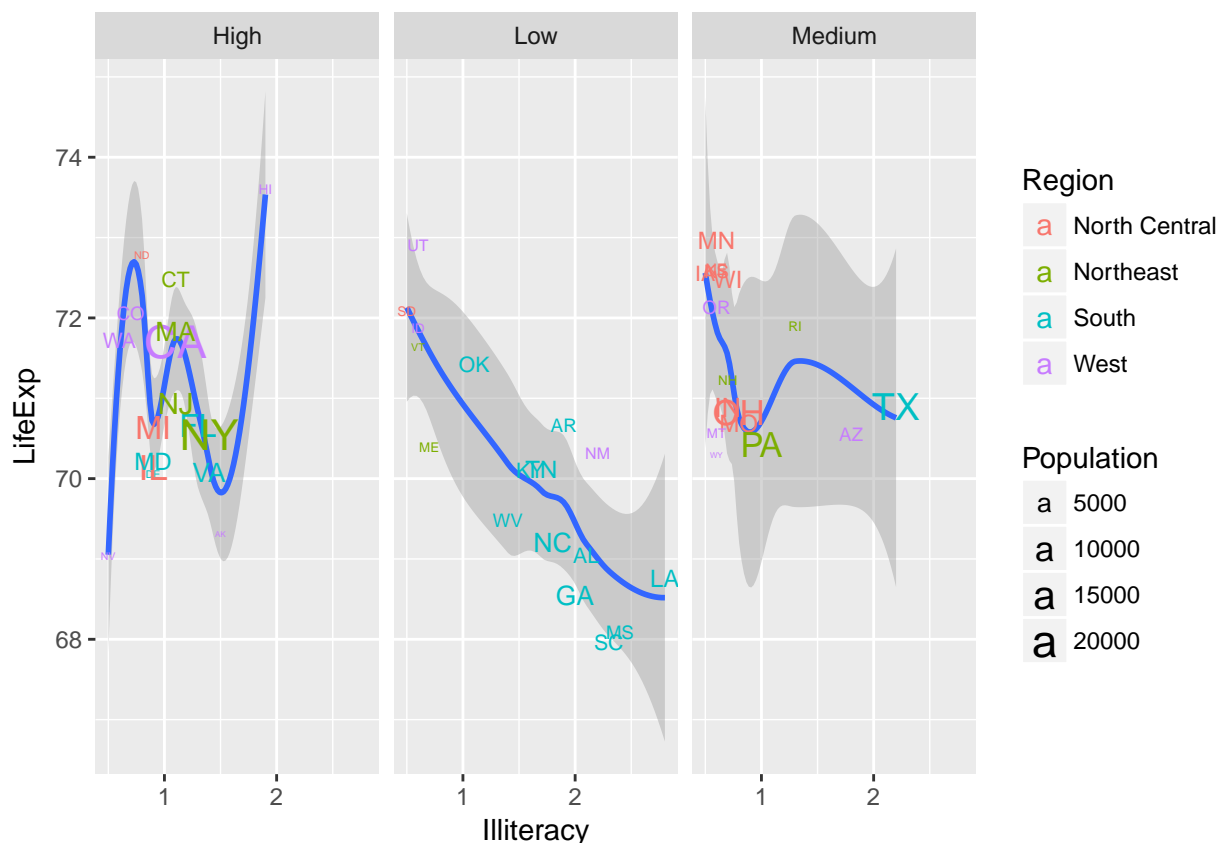 High
Low
Medium
74
72
70
68
LifeExp
HI
ND
CT
CO
WA
MA
CA
NJ
MI
FL
NY
MD
IL
DE
VA
AK
NV
UT
SD
ID
VT
OK
ME
AR
NM
KY
TN
WV
NC
AL
LA
GA
MS
SC
MN
IA
WI
OR
RI
NH
OH
MO
TX
MT
PA
AZ
WY
1
2
1
2
1
2
Illiteracy
Region
a North Central
a Northeast
a South
a West
Population
a 5000
a 10000
a 15000
a 20000